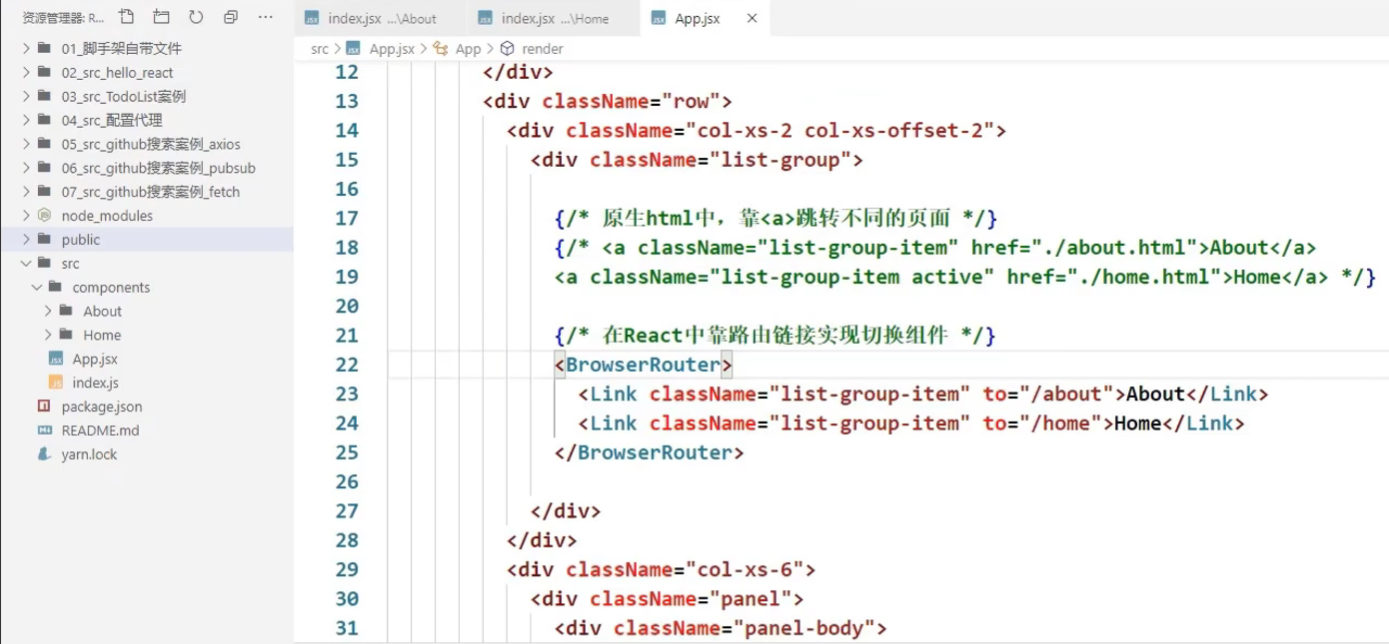 资源管理器: R...
01_脚手架自带文件
02_src_hello_react
03_src_TodoList案例
04_src_配置代理
05_src_github搜素案例_axios
06_src_github搜素案例_pubsub
07_src_github搜素案例_fetch
node_modules
public
src
components
About
Home
App.jsx
index.js
package.json
README.md
yarn.lock
index.jsx ...\About
index.jsx ...\Home
App.jsx
src > App.jsx > App > render
12 </div>
13 <div className="row">
14 <div className="col-xs-2 col-xs-offset-2">
15 <div className="list-group">
16
17 {/* 原生html中，靠<a>跳转不同的页面 */}
18 {/* <a className="list-group-item" href="./about.html">About</a>
19 <a className="list-group-item active" href="./home.html">Home</a> */}
20
21 {/* 在React中靠路由链接实现切换组件 */}
22 <BrowserRouter>
23 <Link className="list-group-item" to="/about">About</Link>
24 <Link className="list-group-item" to="/home">Home</Link>
25 </BrowserRouter>
26
27 </div>
28 </div>
29 <div className="col-xs-6">
30 <div className="panel">
31 <div className="panel-body">